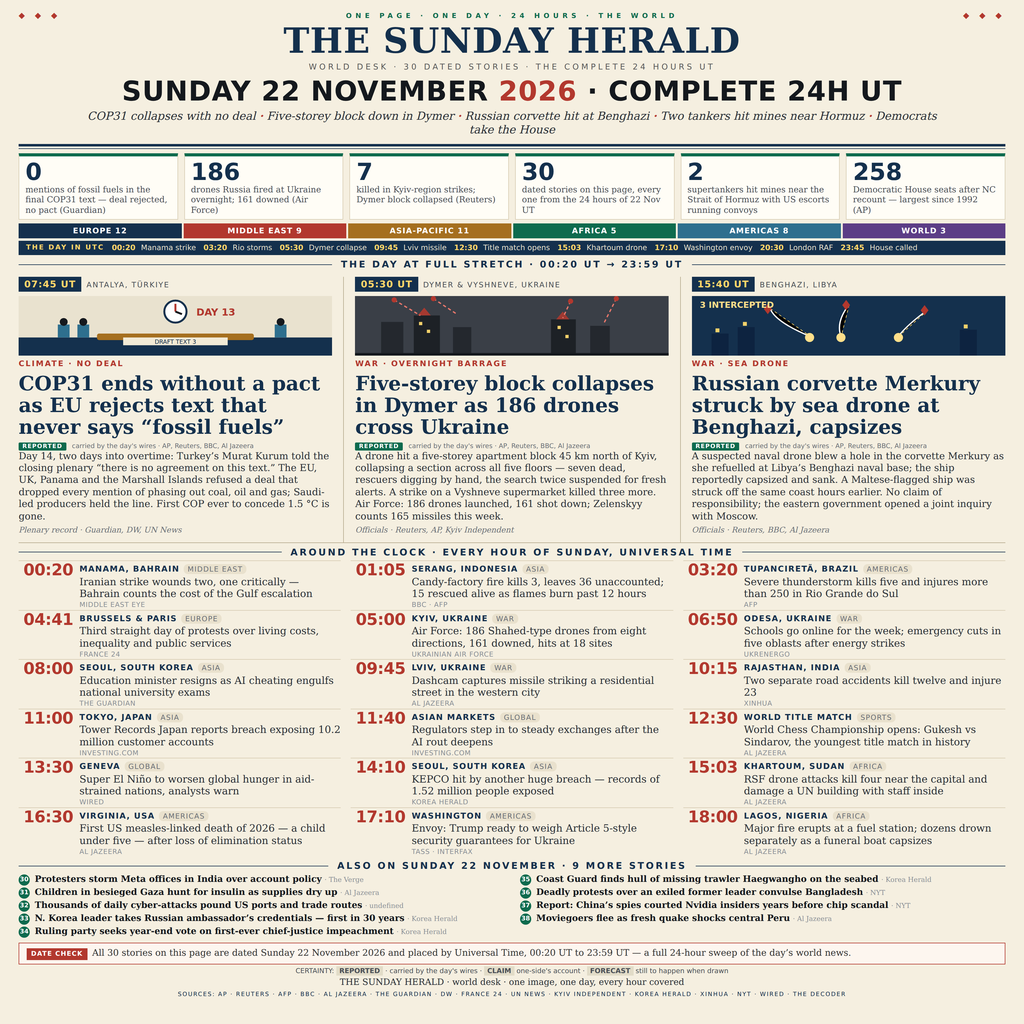 ONE PAGE · ONE DAY · 24 HOURS · THE WORLD
THE SUNDAY HERALD
WORLD DESK · 30 DATED STORIES · THE COMPLETE 24 HOURS UT
SUNDAY 22 NOVEMBER 2026 · COMPLETE 24H UT
COP31 collapses with no deal · Five-storey block down in Dymer · Russian corvette hit at Benghazi · Two tankers hit mines near Hormuz · Democrats
take the House
0
mentions of fossil fuels in the
final COP31 text — deal rejected,
no pact (Guardian)
186
drones Russia fired at Ukraine
overnight; 161 downed (Air
Force)
7
killed in Kyiv-region strikes;
Dymer block collapsed (Reuters)
30
dated stories on this page, every
one from the 24 hours of 22 Nov
UT
2
supertankers hit mines near the
Strait of Hormuz with US escorts
running convoys
258
Democratic House seats after NC
recount — largest since 1992
(AP)
EUROPE 12
MIDDLE EAST 9
ASIA-PACIFIC 11
AFRICA 5
AMERICAS 8
WORLD 3
THE DAY IN UTC 00:20 Manama strike 03:20 Rio storms 05:30 Dymer collapse 09:45 Lviv missile 12:30 Title match opens 15:03 Khartoum drone 17:10 Washington envoy 20:30 London RAF 23:45 House called
THE DAY AT FULL STRETCH · 00:20 UT → 23:59 UT
07:45 UT ANTALYA, TÜRKIYE
DAY 13
DRAFT TEXT 3
CLIMATE · NO DEAL
COP31 ends without a pact
as EU rejects text that
never says “fossil fuels”
REPORTED carried by the day's wires · AP, Reuters, BBC, Al Jazeera
Day 14, two days into overtime: Turkey’s Murat Kurum told the
closing plenary “there is no agreement on this text.” The EU,
UK, Panama and the Marshall Islands refused a deal that
dropped every mention of phasing out coal, oil and gas; Saudi-
led producers held the line. First COP ever to concede 1.5 °C is
gone.
Plenary record · Guardian, DW, UN News
05:30 UT DYMER & VYSHNEVE, UKRAINE
WAR · OVERNIGHT BARRAGE
Five-storey block collapses
in Dymer as 186 drones
cross Ukraine
REPORTED carried by the day's wires · AP, Reuters, BBC, Al Jazeera
A drone hit a five-storey apartment block 45 km north of Kyiv,
collapsing a section across all five floors — seven dead,
rescuers digging by hand, the search twice suspended for fresh
alerts. A strike on a Vyshneve supermarket killed three more.
Air Force: 186 drones launched, 161 shot down; Zelenskyy
counts 165 missiles this week.
Officials · Reuters, AP, Kyiv Independent
15:40 UT BENGHAZI, LIBYA
3 INTERCEPTED
WAR · SEA DRONE
Russian corvette Merkury
struck by sea drone at
Benghazi, capsizes
REPORTED carried by the day's wires · AP, Reuters, BBC, Al Jazeera
A suspected naval drone blew a hole in the corvette Merkury as
she refuelled at Libya’s Benghazi naval base; the ship
reportedly capsized and sank. A Maltese-flagged ship was
struck off the same coast hours earlier. No claim of
responsibility; the eastern government opened a joint inquiry
with Moscow.
Officials · Reuters, BBC, Al Jazeera
AROUND THE CLOCK · EVERY HOUR OF SUNDAY, UNIVERSAL TIME
00:20 MANAMA, BAHRAIN MIDDLE EAST
Iranian strike wounds two, one critically —
Bahrain counts the cost of the Gulf escalation
MIDDLE EAST EYE
01:05 SERANG, INDONESIA ASIA
Candy-factory fire kills 3, leaves 36 unaccounted;
15 rescued alive as flames burn past 12 hours
BBC · AFP
03:20 TUPANCIRETÃ, BRAZIL AMERICAS
Severe thunderstorm kills five and injures more
than 250 in Rio Grande do Sul
AFP
04:41 BRUSSELS & PARIS EUROPE
Third straight day of protests over living costs,
inequality and public services
FRANCE 24
05:00 KYIV, UKRAINE WAR
Air Force: 186 Shahed-type drones from eight
directions, 161 downed, hits at 18 sites
UKRAINIAN AIR FORCE
06:50 ODESA, UKRAINE WAR
Schools go online for the week; emergency cuts in
five oblasts after energy strikes
UKRENERGO
08:00 SEOUL, SOUTH KOREA ASIA
Education minister resigns as AI cheating engulfs
national university exams
THE GUARDIAN
09:45 LVIV, UKRAINE WAR
Dashcam captures missile striking a residential
street in the western city
AL JAZEERA
10:15 RAJASTHAN, INDIA ASIA
Two separate road accidents kill twelve and injure
23
XINHUA
11:00 TOKYO, JAPAN ASIA
Tower Records Japan reports breach exposing 10.2
million customer accounts
INVESTING.COM
11:40 ASIAN MARKETS GLOBAL
Regulators step in to steady exchanges after the
AI rout deepens
INVESTING.COM
12:30 WORLD TITLE MATCH SPORTS
World Chess Championship opens: Gukesh vs
Sindarov, the youngest title match in history
AL JAZEERA
13:30 GENEVA GLOBAL
Super El Niño to worsen global hunger in aid-
strained nations, analysts warn
WIRED
14:10 SEOUL, SOUTH KOREA ASIA
KEPCO hit by another huge breach — records of
1.52 million people exposed
KOREA HERALD
15:03 KHARTOUM, SUDAN AFRICA
RSF drone attacks kill four near the capital and
damage a UN building with staff inside
AL JAZEERA
16:30 VIRGINIA, USA AMERICAS
First US measles-linked death of 2026 — a child
under five — after loss of elimination status
AL JAZEERA
17:10 WASHINGTON AMERICAS
Envoy: Trump ready to weigh Article 5-style
security guarantees for Ukraine
TASS · INTERFAX
18:00 LAGOS, NIGERIA AFRICA
Major fire erupts at a fuel station; dozens drown
separately as a funeral boat capsizes
AL JAZEERA
ALSO ON SUNDAY 22 NOVEMBER · 9 MORE STORIES
30 Protesters storm Meta offices in India over account policy · The Verge
31 Children in besieged Gaza hunt for insulin as supplies dry up · Al Jazeera
32 Thousands of daily cyber-attacks pound US ports and trade routes · undefined
33 N. Korea leader takes Russian ambassador’s credentials — first in 30 years · Korea Herald
34 Ruling party seeks year-end vote on first-ever chief-justice impeachment · Korea Herald
35 Coast Guard finds hull of missing trawler Haegwangho on the seabed · Korea Herald
36 Deadly protests over an exiled former leader convulse Bangladesh · NYT
37 Report: China’s spies courted Nvidia insiders years before chip scandal · NYT
38 Moviegoers flee as fresh quake shocks central Peru · Al Jazeera
DATE CHECK All 30 stories on this page are dated Sunday 22 November 2026 and placed by Universal Time, 00:20 UT to 23:59 UT — a full 24-hour sweep of the day’s world news.
CERTAINTY: REPORTED · carried by the day's wires · CLAIM one-side's account · FORECAST still to happen when drawn
THE SUNDAY HERALD · world desk · one image, one day, every hour covered
SOURCES: AP · REUTERS · AFP · BBC · AL JAZEERA · THE GUARDIAN · DW · FRANCE 24 · UN NEWS · KYIV INDEPENDENT · KOREA HERALD · XINHUA · NYT · WIRED · THE DECODER